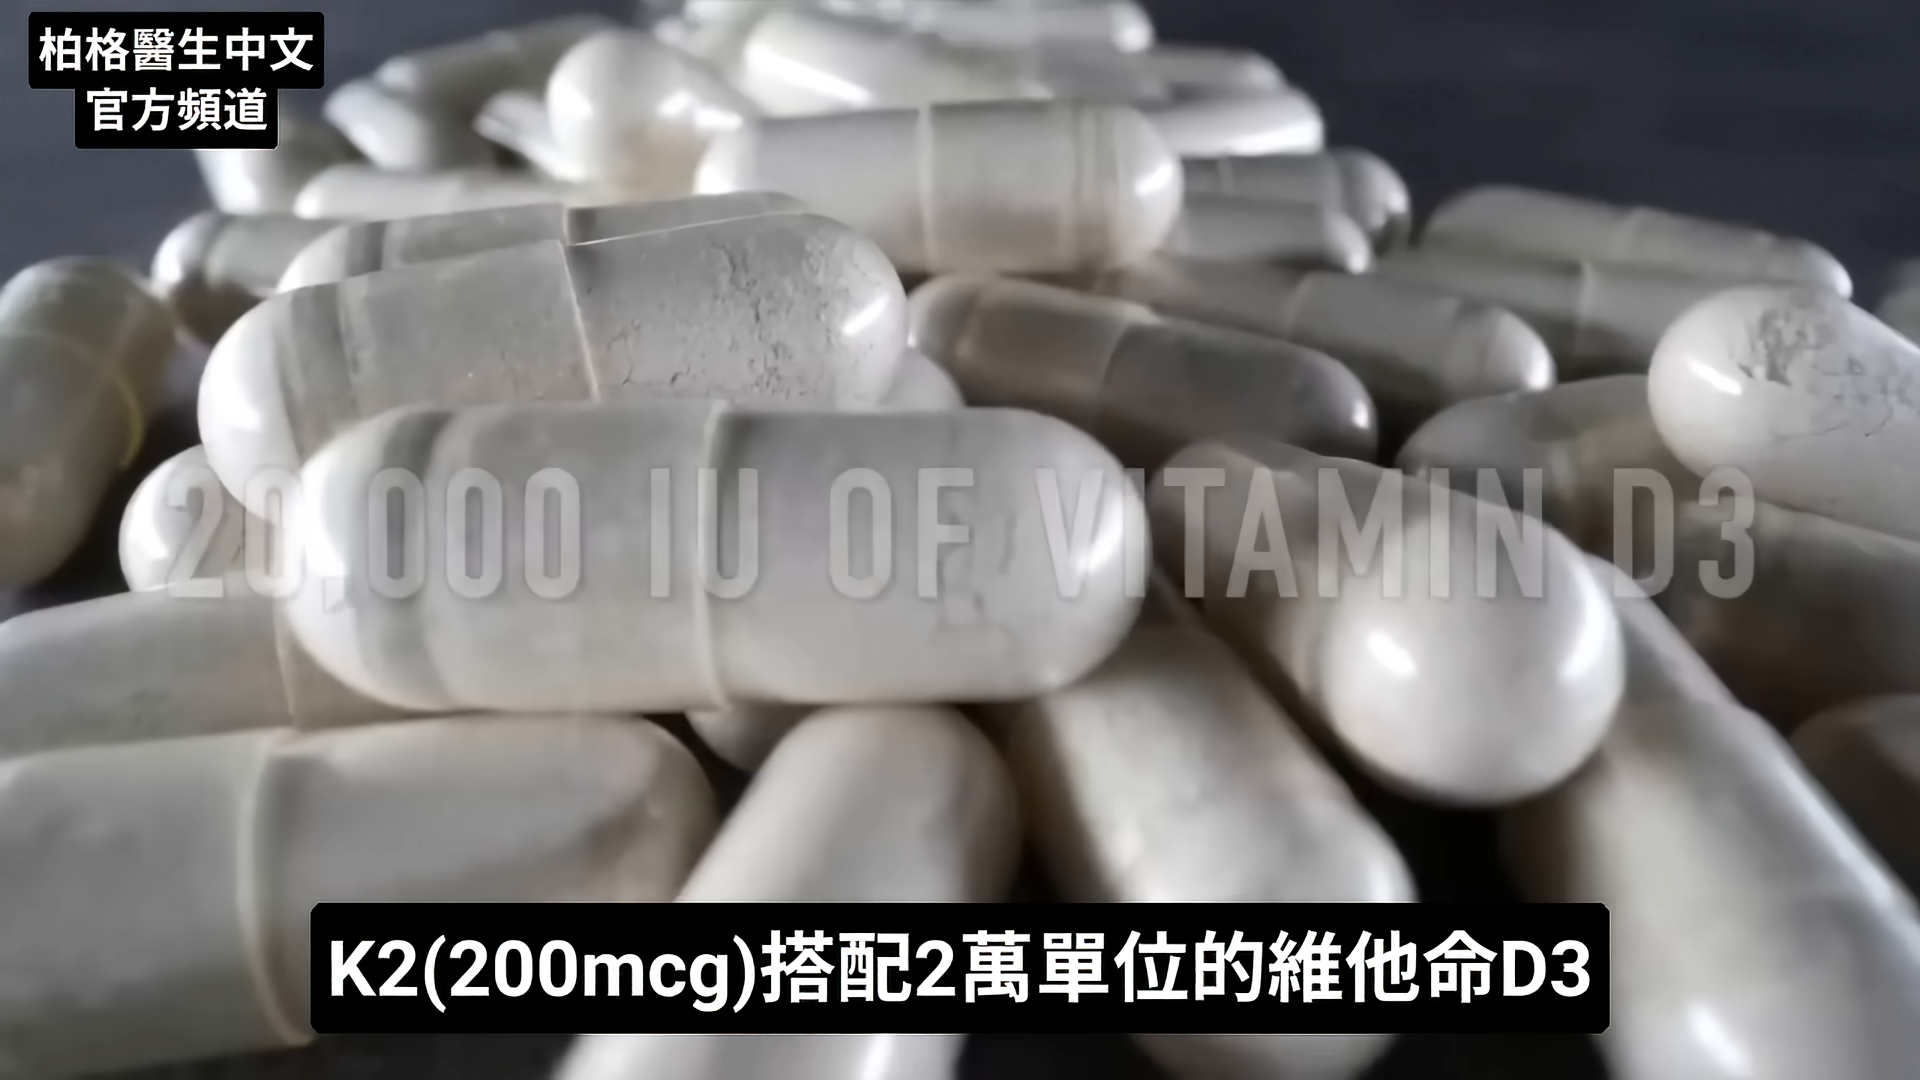 柏格醫生中文
官方頻道
20,000 IU OF VITAMIN D3
K2(200mcg)搭配2萬單位的維他命D3